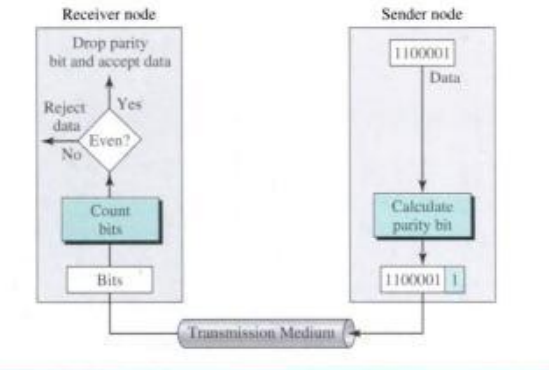 Receiver node
Drop parity
bit and accept data
Reject
data
Yes
Even?
No
Count
bits
Bits
Sender node
1100001
Data
Calculate
parity bit
1100001 1
Transmission Medium